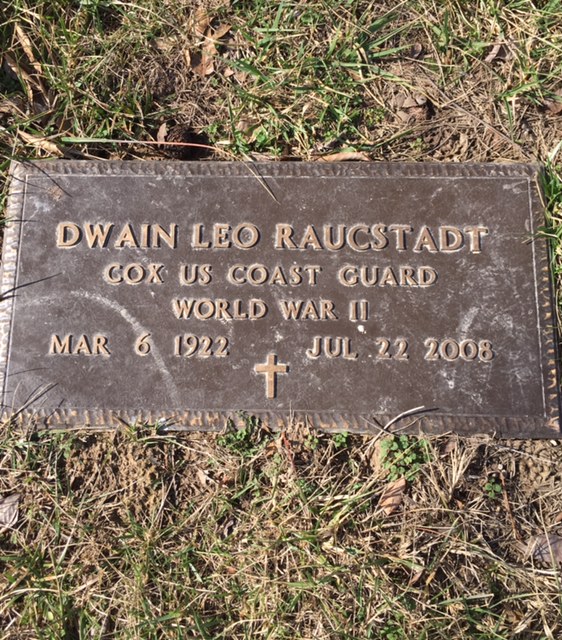 DWAIN LEO RAUCSTADT
COX US COAST GUARD
WORLD WAR II
MAR 6 1922 JUL 22 2008